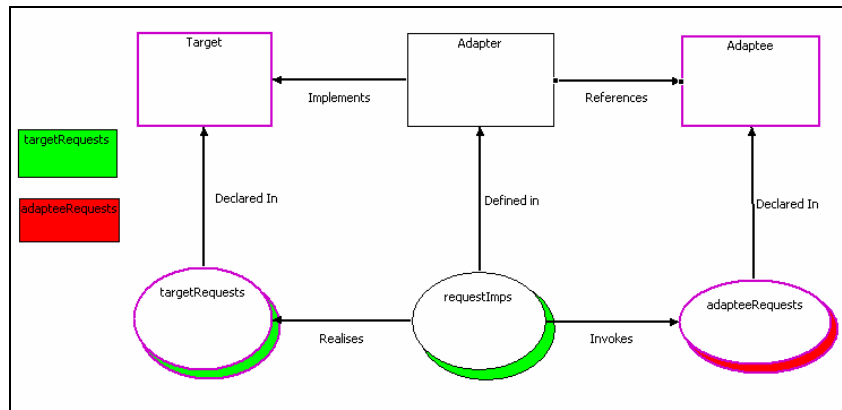 Target
Adapter
Adaptee
Implements
References
targetRequests
adapteeRequests
Declared In
Defined in
Declared In
targetRequests
requestImps
adapteeRequests
Realises
Invokes